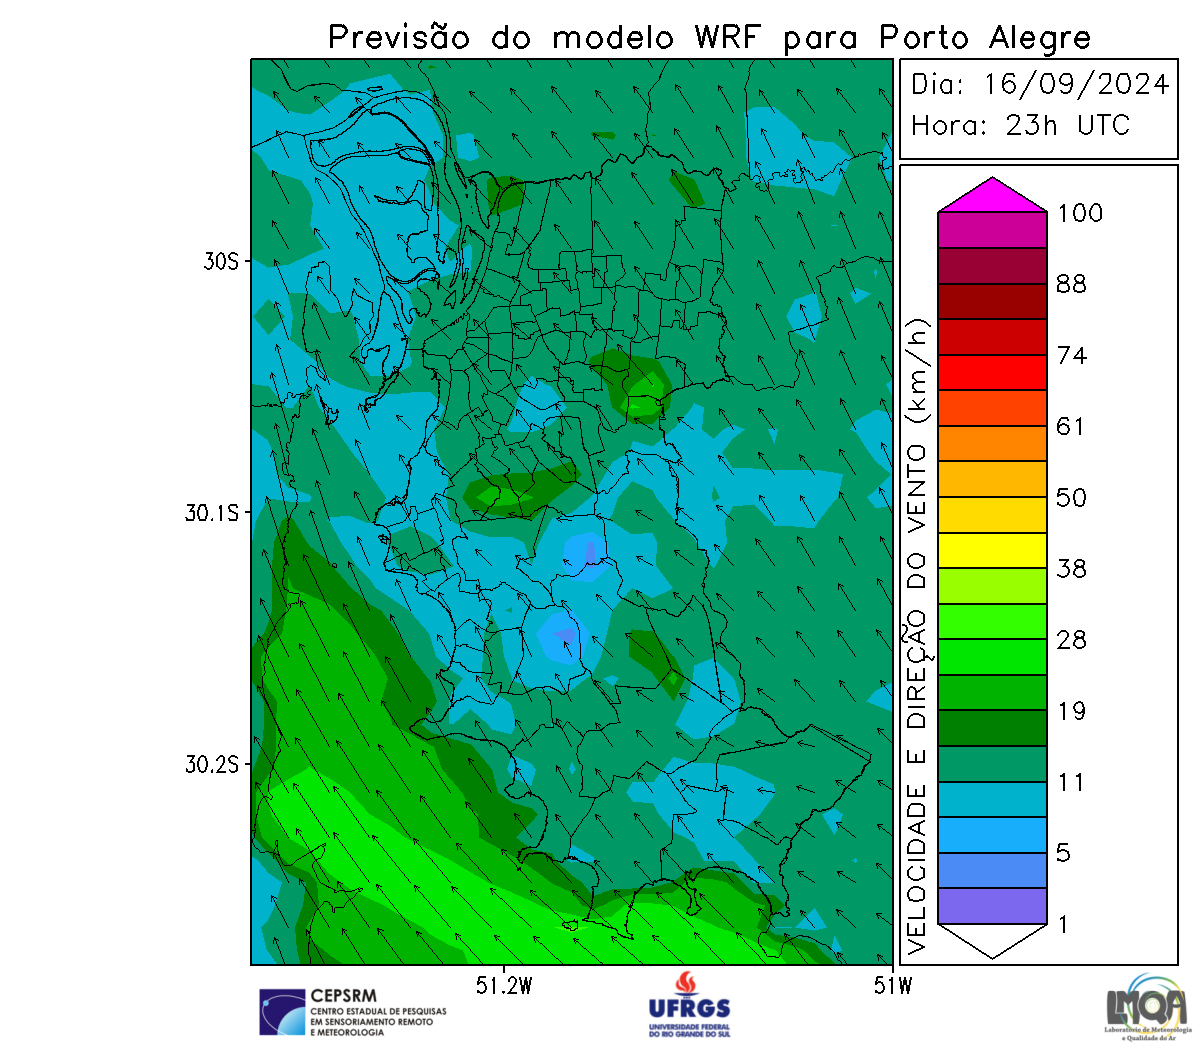 Previsão do modelo WRF para Porto Alegre
Dia: 16/09/2024
Hora: 23h UTC
30S
30.1S
30.2S
51.2W
51W
VELOCIDADE E DIREÇÃO DO VENTO (km/h)
100
88
74
61
50
38
28
19
11
5
1
CEPSRM
CENTRO ESTADUAL DE PESQUISAS
EM SENSORIAMENTO REMOTO
E METEOROLOGIA
UFRGS
UNIVERSIDADE FEDERAL
DO RIO GRANDE DO SUL
LMQA
Laboratório de Meteorologia
e Qualidade do Ar